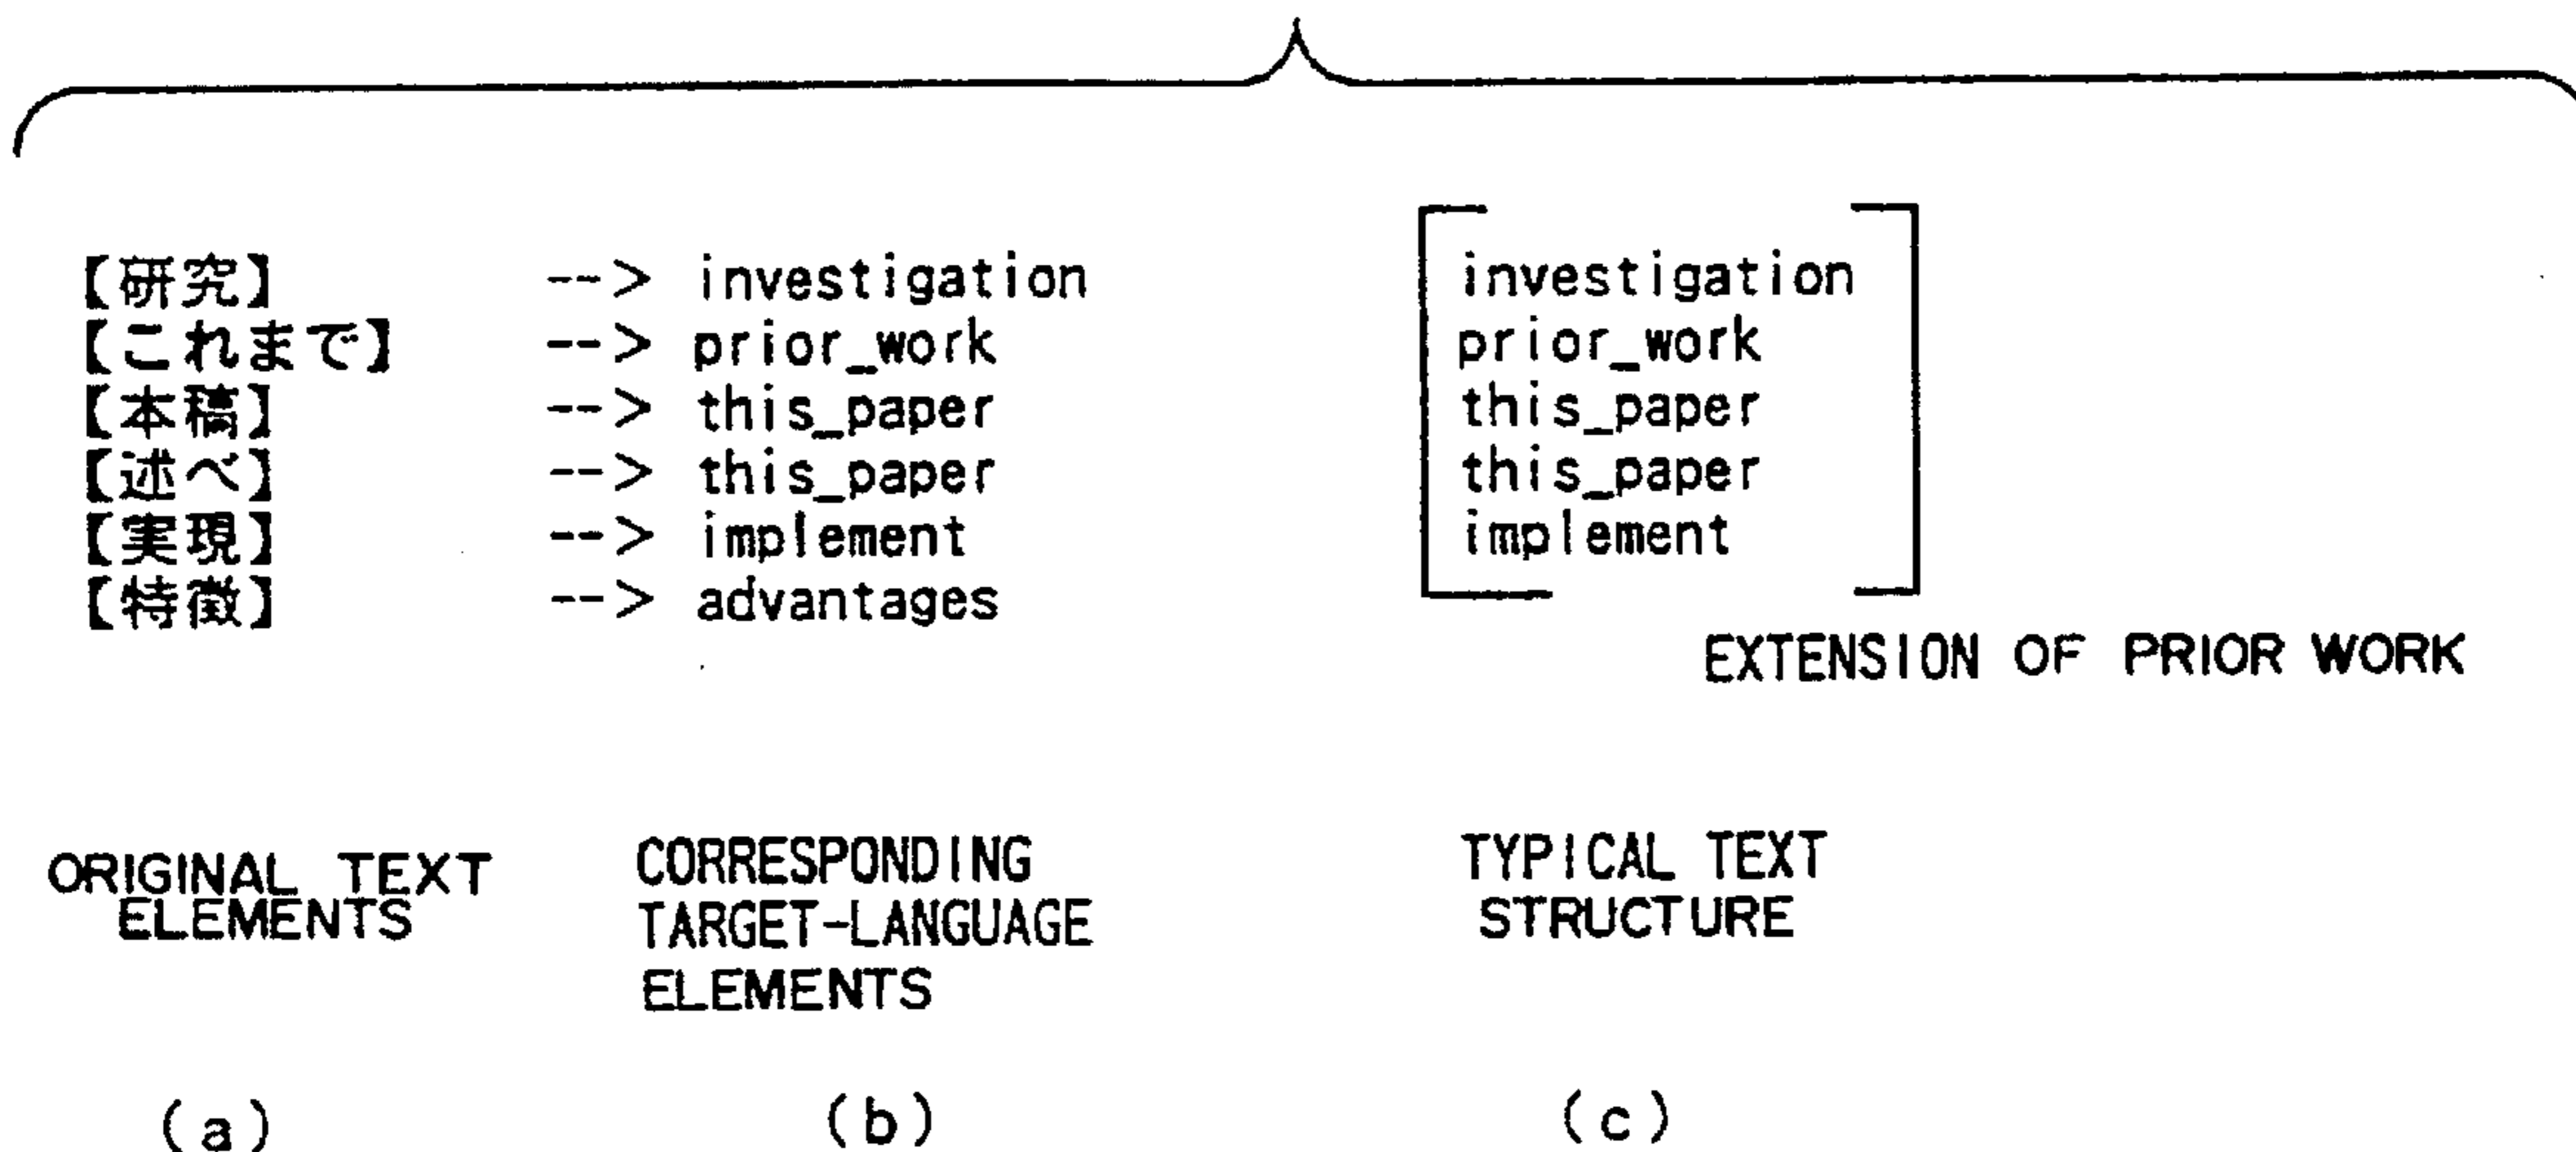 【研究】 --> investigation
【これまで】 --> prior_work
【本稿】 --> this_paper
【述べ】 --> this_paper
【実現】 --> implement
【特徴】 --> advantages
investigation
prior_work
this_paper
this_paper
implement
EXTENSION OF PRIOR WORK
ORIGINAL TEXT
ELEMENTS
CORRESPONDING
TARGET-LANGUAGE
ELEMENTS
TYPICAL TEXT
STRUCTURE
(a)
(b)
(c)